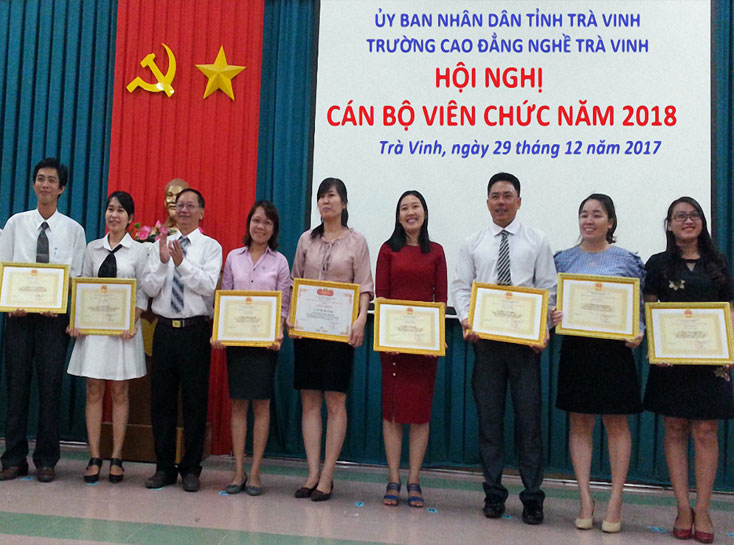 ỦY BAN NHÂN DÂN TỈNH TRÀ VINH
TRƯỜNG CAO ĐẲNG NGHỀ TRÀ VINH
HỘI NGHỊ
CÁN BỘ VIÊN CHỨC NĂM 2018
Trà Vinh, ngày 29 tháng 12 năm 2017